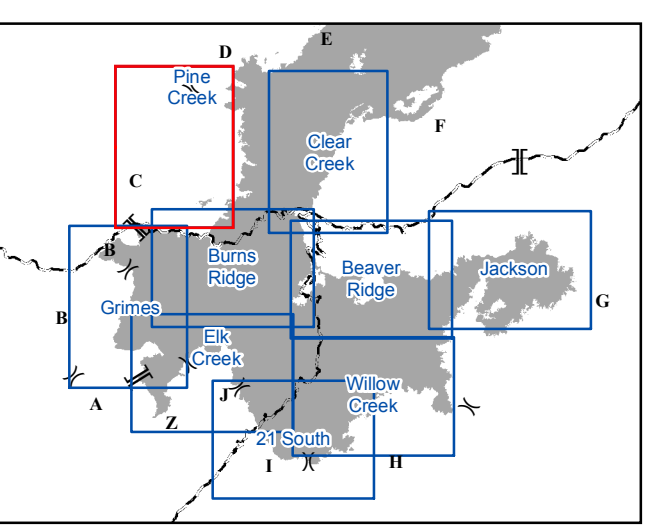 E
D
Pine
Creek
F
Clear
Creek
C
B
Burns
Ridge
Beaver
Ridge
Jackson
G
Grimes
B
Elk
Creek
J
Willow
Creek
A
Z
21 South
I
H